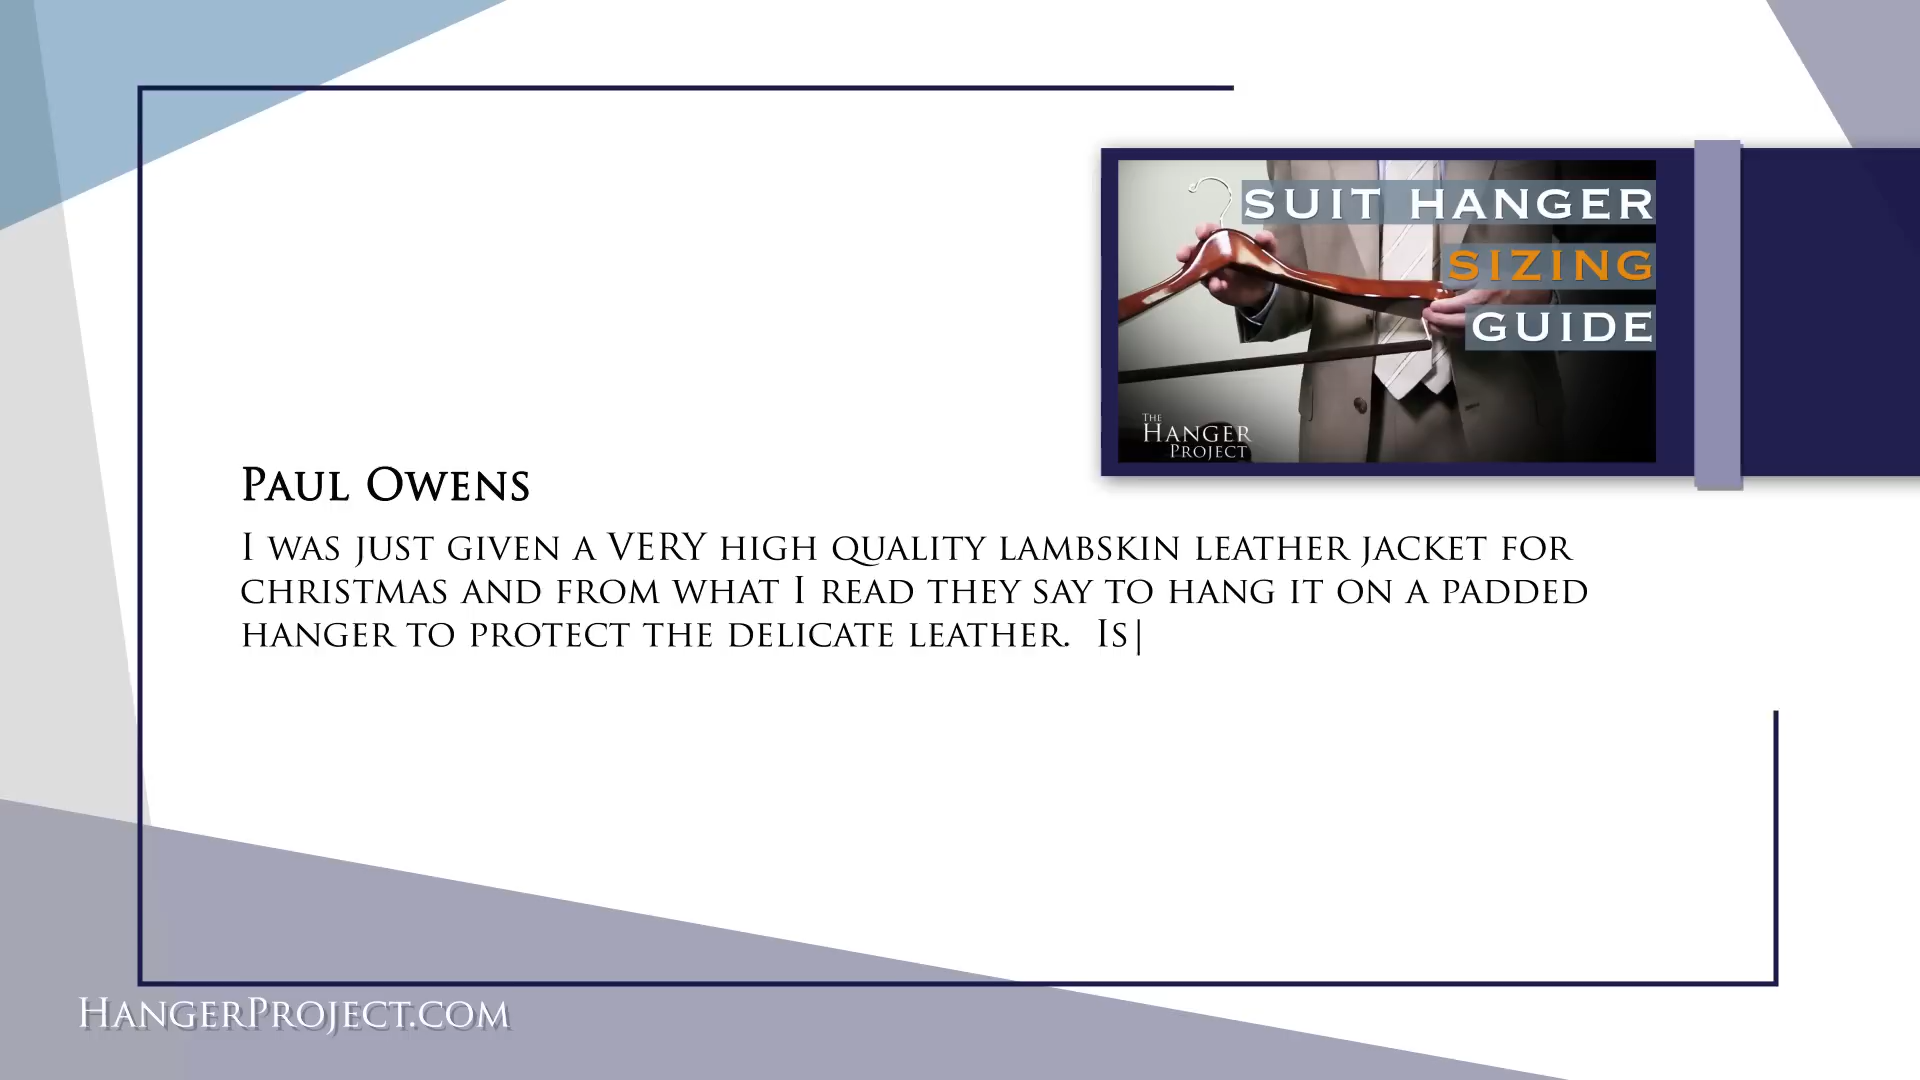 SUIT HANGER
SIZING
GUIDE
THE
HANGER
PROJECT
PAUL OWENS
I WAS JUST GIVEN A VERY HIGH QUALITY LAMBSKIN LEATHER JACKET FOR
CHRISTMAS AND FROM WHAT I READ THEY SAY TO HANG IT ON A PADDED
HANGER TO PROTECT THE DELICATE LEATHER. IS|
HANGERPROJECT.COM